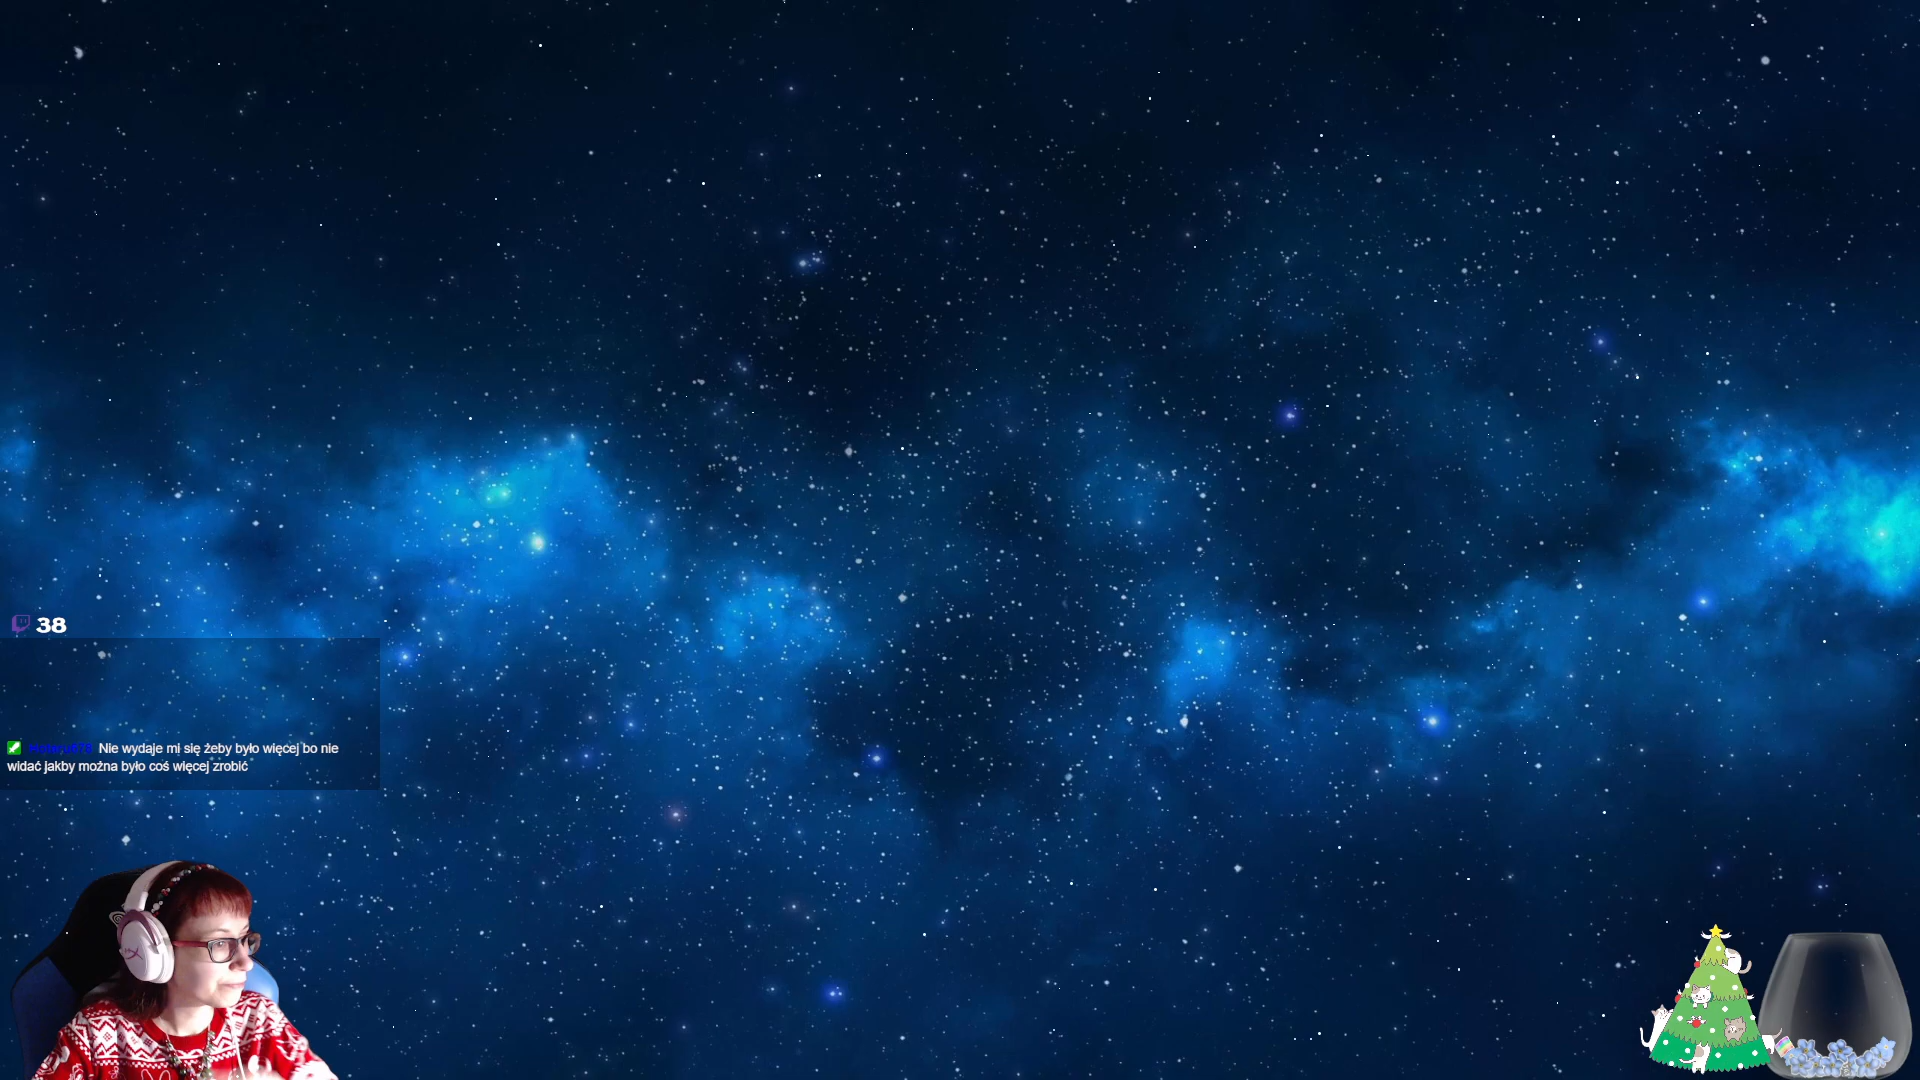 38
Nie wydaje mi się żeby było więcej bo nie
widać jakby można było coś więcej zrobić